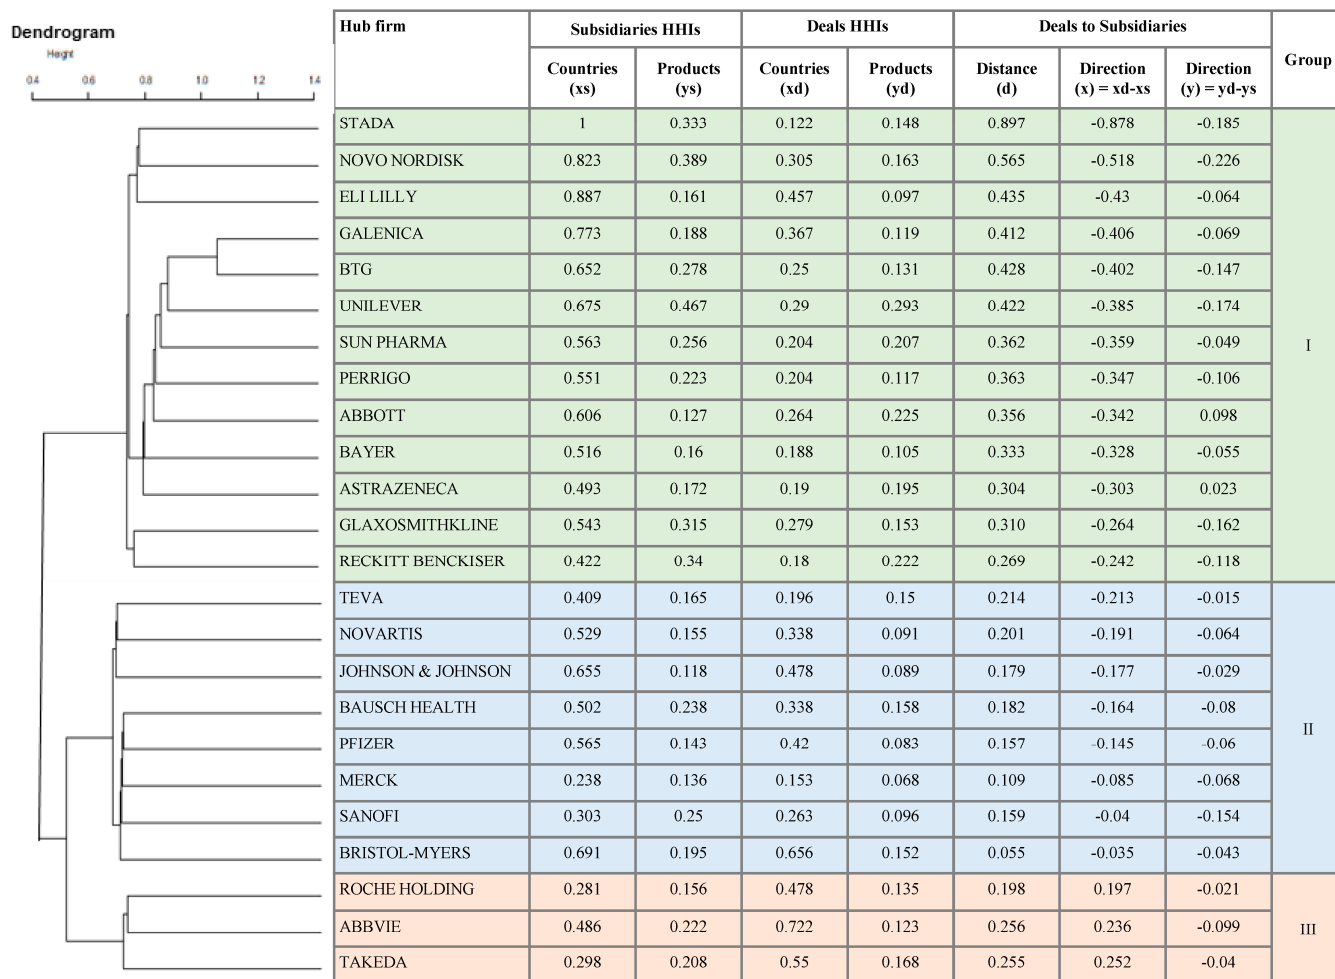 Dendrogram
Height
0.4 0.6 0.8 1.0 1.2 1.4
Hub firm Subsidiaries HHIs Deals HHIs Deals to Subsidiaries Group
Countries (xs) Products (ys) Countries (xd) Products (yd) Distance (d) Direction (x) = xd-xs Direction (y) = yd-ys
STADA 1 0.333 0.122 0.148 0.897 -0.878 -0.185
NOVO NORDISK 0.823 0.389 0.305 0.163 0.565 -0.518 -0.226
ELI LILLY 0.887 0.161 0.457 0.097 0.435 -0.43 -0.064
GALENICA 0.773 0.188 0.367 0.119 0.412 -0.406 -0.069
BTG 0.652 0.278 0.25 0.131 0.428 -0.402 -0.147
UNILEVER 0.675 0.467 0.29 0.293 0.422 -0.385 -0.174
SUN PHARMA 0.563 0.256 0.204 0.207 0.362 -0.359 -0.049
I
PERRIGO 0.551 0.223 0.204 0.117 0.363 -0.347 -0.106
ABBOTT 0.606 0.127 0.264 0.225 0.356 -0.342 0.098
BAYER 0.516 0.16 0.188 0.105 0.333 -0.328 -0.055
ASTRAZENECA 0.493 0.172 0.19 0.195 0.304 -0.303 0.023
GLAXOSMITHKLINE 0.543 0.315 0.279 0.153 0.310 -0.264 -0.162
RECKITT BENCKISER 0.422 0.34 0.18 0.222 0.269 -0.242 -0.118
TEVA 0.409 0.165 0.196 0.15 0.214 -0.213 -0.015
NOVARTIS 0.529 0.155 0.338 0.091 0.201 -0.191 -0.064
JOHNSON & JOHNSON 0.655 0.118 0.478 0.089 0.179 -0.177 -0.029
BAUSCH HEALTH 0.502 0.238 0.338 0.158 0.182 -0.164 -0.08
II
PFIZER 0.565 0.143 0.42 0.083 0.157 -0.145 -0.06
MERCK 0.238 0.136 0.153 0.068 0.109 -0.085 -0.068
SANOFI 0.303 0.25 0.263 0.096 0.159 -0.04 -0.154
BRISTOL-MYERS 0.691 0.195 0.656 0.152 0.055 -0.035 -0.043
ROCHE HOLDING 0.281 0.156 0.478 0.135 0.198 0.197 -0.021
ABBVIE 0.486 0.222 0.722 0.123 0.256 0.236 -0.099
III
TAKEDA 0.298 0.208 0.55 0.168 0.255 0.252 -0.04